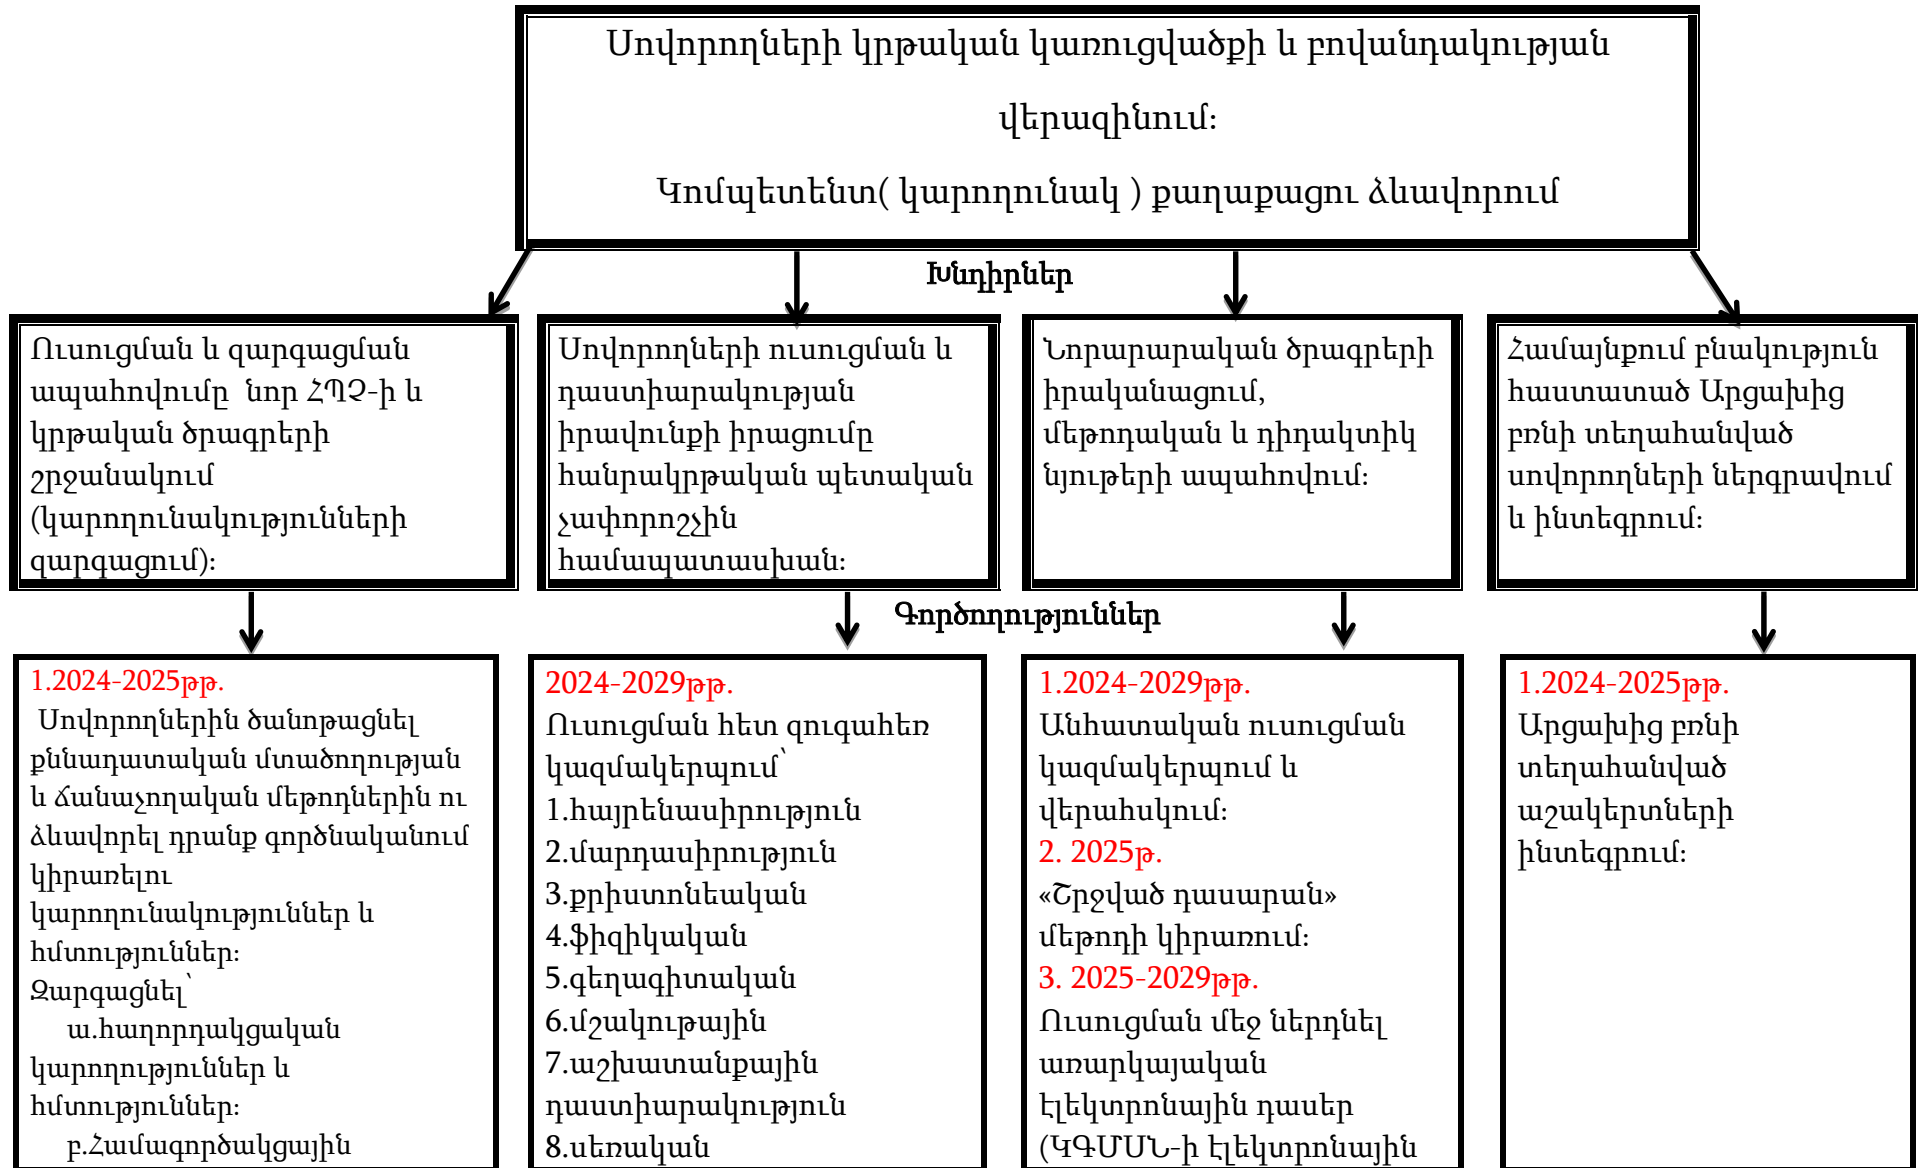 Սովորողների կրթական կառուցվածքի և բովանդակության
վերազինում:
Կոմպետենտ( կարողունակ ) քաղաքացու ձևավորում
Խնդիրներ
Ուսուցման և զարգացման
ապահովումը նոր ՀՊՉ-ի և
կրթական ծրագրերի
շրջանակում
(կարողունակությունների
զարգացում):
Սովորողների ուսուցման և
դաստիարակության
իրավունքի իրացումը
հանրակրթական պետական
չափորոշչին
համապատասխան:
Նորարարական ծրագրերի
իրականացում,
մեթոդական և դիդակտիկ
նյութերի ապահովում:
Համայնքում բնակություն
հաստատած Արցախից
բռնի տեղահանված
սովորողների ներգրավում
և ինտեգրում:
Գործողություններ
1.2024-2025թթ.
Սովորողներին ծանոթացնել
քննադատական մտածողության
և ճանաչողական մեթոդներին ու
ձևավորել դրանք գործնականում
կիրառելու
կարողունակություններ և
հմտություններ:
Զարգացնել՝
ա.հաղորդակցական
կարողություններ և
հմտություններ:
բ.Համագործակցային
2024-2029թթ.
Ուսուցման հետ զուգահեռ
կազմակերպում՝
1.հայրենասիրություն
2.մարդասիրություն
3.քրիստոնեական
4.ֆիզիկական
5.գեղագիտական
6.մշակութային
7.աշխատանքային
դաստիարակություն
8.սեռական
1.2024-2029թթ.
Անհատական ուսուցման
կազմակերպում և
վերահսկում:
2. 2025թ.
«Շրջված դասարան»
մեթոդի կիրառում:
3. 2025-2029թթ.
Ուսուցման մեջ ներդնել
առարկայական
էլեկտրոնային դասեր
(ԿԳՄՍՆ-ի էլեկտրոնային
1.2024-2025թթ.
Արցախից բռնի
տեղահանված
աշակերտների
ինտեգրում: